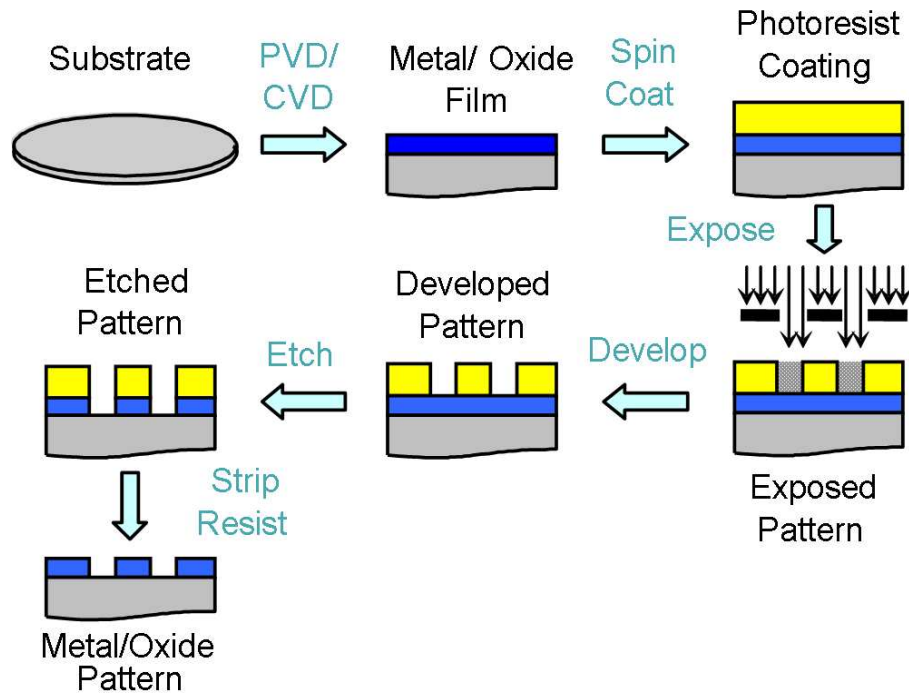 Substrate
PVD/
CVD
Metal/ Oxide
Film
Spin
Coat
Photoresist
Coating
Expose
Exposed
Pattern
Develop
Developed
Pattern
Etch
Etched
Pattern
Strip
Resist
Metal/Oxide
Pattern